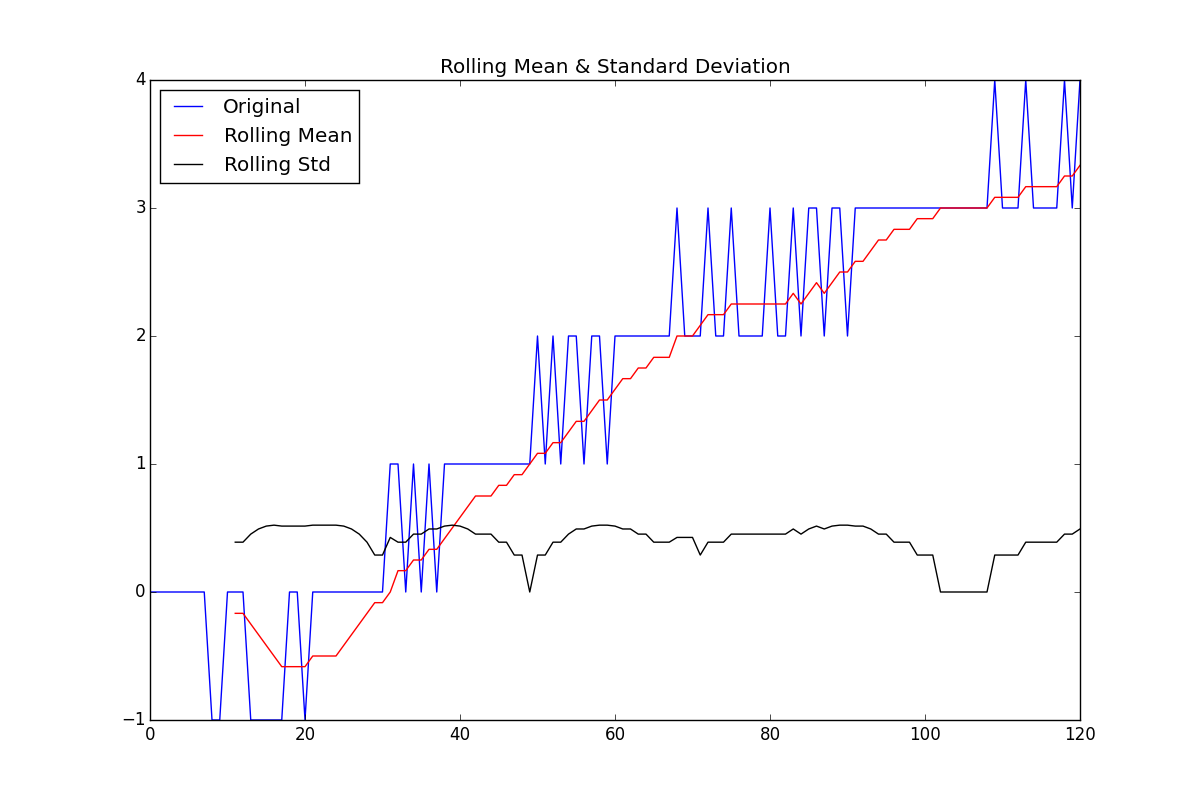 Rolling Mean & Standard Deviation
Original
Rolling Mean
Rolling Std
4
3
2
1
0
−1
0 20 40 60 80 100 120